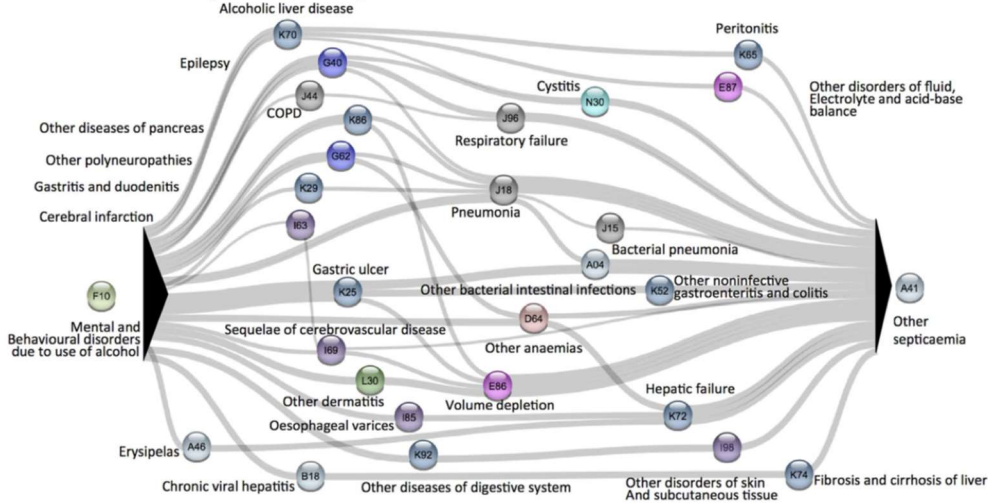 Alcoholic liver disease
K70
Peritonitis
K65
Epilepsy
G40
E87
Other disorders of fluid,
Electrolyte and acid-base
balance
J44
COPD
Cystitis
N30
K86
J96
Respiratory failure
Other diseases of pancreas
Other polyneuropathies
G62
Gastritis and duodenitis
K29
J18
Pneumonia
Cerebral infarction
I63
J15
Bacterial pneumonia
A04
Gastric ulcer
K25
Other bacterial intestinal infections
K52
Other noninfective
gastroenteritis and colitis
F10
Mental and
Behavioural disorders
due to use of alcohol
A41
Other
septicaemia
D64
Other anaemias
Sequelae of cerebrovascular disease
I69
L30
Other dermatitis
E86
Volume depletion
Hepatic failure
K72
I85
Oesophageal varices
A46
Erysipelas
K92
Other diseases of digestive system
I98
Other disorders of skin
And subcutaneous tissue
B18
Chronic viral hepatitis
K74
Fibrosis and cirrhosis of liver